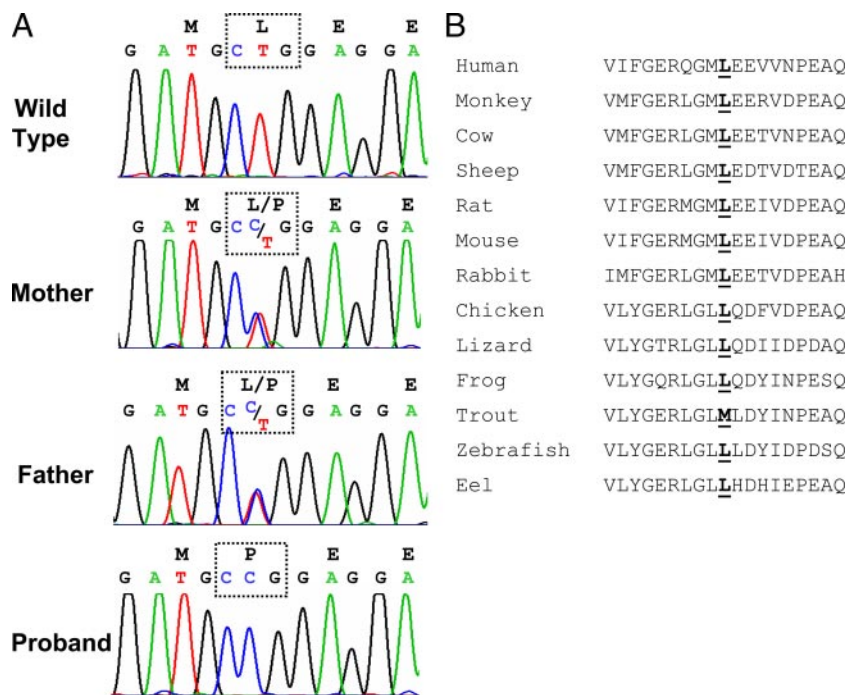 A
M L E E
G A T G C T G G A G G A
Wild
Type
M L/P E E
G A T G C C/T G G A G G A
Mother
M L/P E E
G A T G C C/T G G A G G A
Father
M P E E
G A T G C C G G A G G A
Proband
B
Human VIFGERQGMLEEVVNPEAQ
Monkey VMFGERLGMLEERVDPEAQ
Cow VMFGERLGMLEETVNPEAQ
Sheep VMFGERLGMLEDTVDTEAQ
Rat VIFGERMGMLEEIVDPEAQ
Mouse VIFGERMGMLEEIVDPEAQ
Rabbit IMFGERLGMLEETVDPEAH
Chicken VLYGERLGLLQDFVDPEAQ
Lizard VLYGTRLGLLQDIIDPDAQ
Frog VLYGQRLGLLQDYINPESQ
Trout VLYGERLGLMLDYINPEAQ
Zebrafish VLYGERLGLLLDYIDPDSQ
Eel VLYGERLGLLHDHIEPEAQ